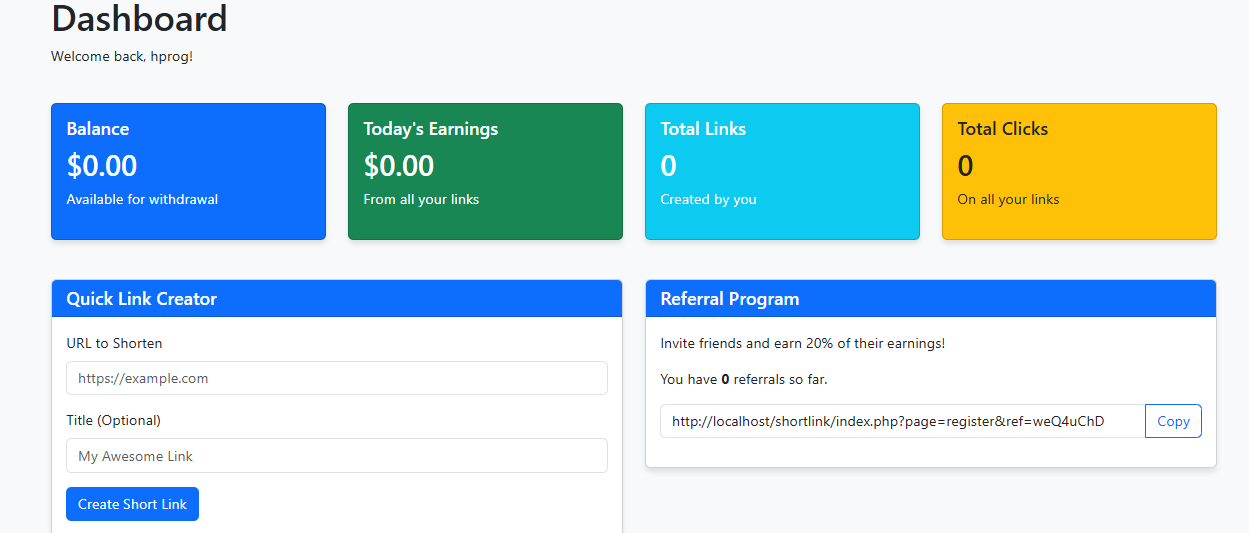 Dashboard
Welcome back, hprog!
Balance
$0.00
Available for withdrawal
Today's Earnings
$0.00
From all your links
Total Links
0
Created by you
Total Clicks
0
On all your links
Quick Link Creator
URL to Shorten
https://example.com
Title (Optional)
My Awesome Link
Create Short Link
Referral Program
Invite friends and earn 20% of their earnings!
You have 0 referrals so far.
http://localhost/shortlink/index.php?page=register&ref=weQ4uChD
Copy